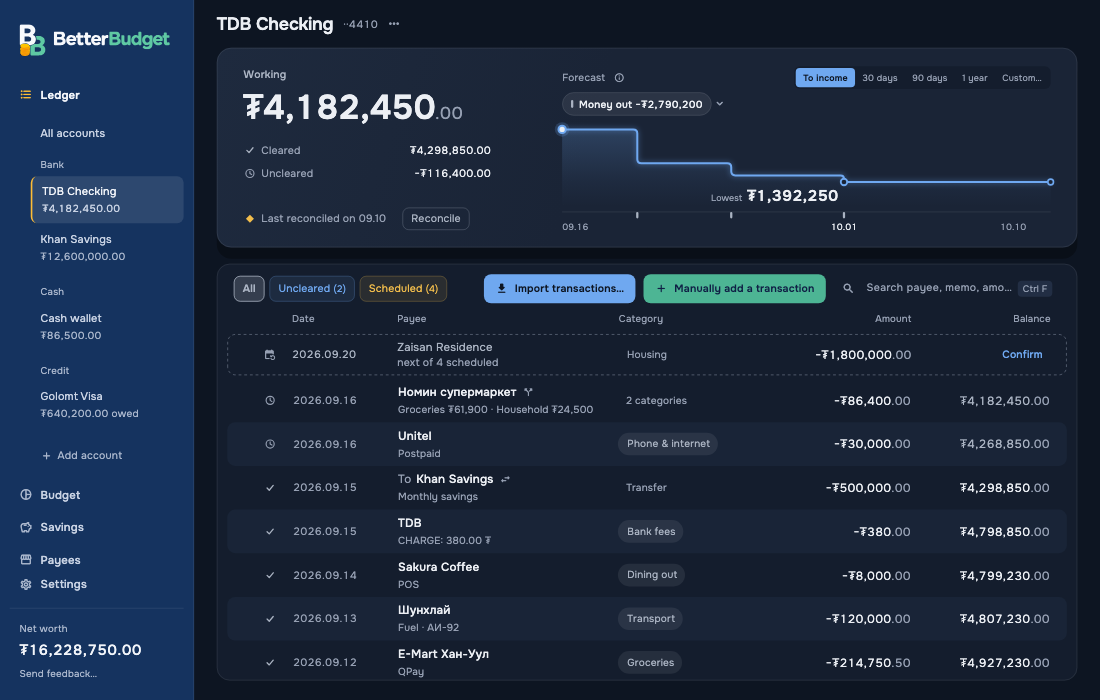 BetterBudget
Ledger
All accounts
Bank
TDB Checking
₮4,182,450.00
Khan Savings
₮12,600,000.00
Cash
Cash wallet
₮86,500.00
Credit
Golomt Visa
₮640,200.00 owed
+ Add account
Budget
Savings
Payees
Settings
Net worth
₮16,228,750.00
Send feedback…
TDB Checking ··4410 ···
Working
₮4,182,450.00
Cleared ₮4,298,850.00
Uncleared -₮116,400.00
Last reconciled on 09.10 Reconcile
Forecast
To income 30 days 90 days 1 year Custom…
Money out -₮2,790,200
Lowest ₮1,392,250
09.16 10.01 10.10
All Uncleared (2) Scheduled (4) Import transactions… + Manually add a transaction Search payee, memo, amo… Ctrl F
Date Payee Category Amount Balance
2026.09.20 Zaisan Residence Housing -₮1,800,000.00 Confirm
next of 4 scheduled
2026.09.16 Номин супермаркет 2 categories -₮86,400.00 ₮4,182,450.00
Groceries ₮61,900 · Household ₮24,500
2026.09.16 Unitel Phone & internet -₮30,000.00 ₮4,268,850.00
Postpaid
2026.09.15 To Khan Savings Transfer -₮500,000.00 ₮4,298,850.00
Monthly savings
2026.09.15 TDB Bank fees -₮380.00 ₮4,798,850.00
CHARGE: 380.00 ₮
2026.09.14 Sakura Coffee Dining out -₮8,000.00 ₮4,799,230.00
POS
2026.09.13 Шунхлай Transport -₮120,000.00 ₮4,807,230.00
Fuel · АИ-92
2026.09.12 E-Mart Хан-Уул Groceries -₮214,750.50 ₮4,927,230.00
QPay